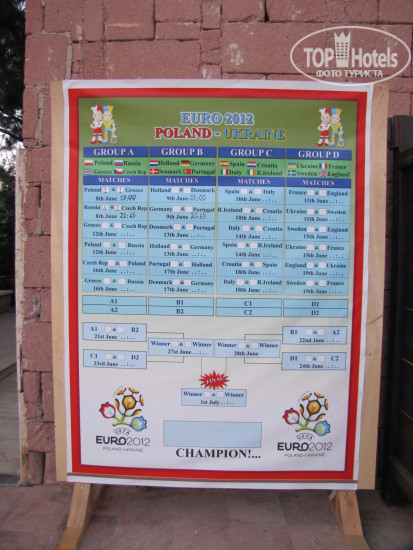 TOP Hotels
ФОТО ТУРИСТА
EURO 2012
POLAND - UKRAINE
GROUP A GROUP B GROUP C GROUP D
Poland Russia Holland Germany Spain Croatia Ukraine France
Greece Czech Rep Denmark Portugal Italy R.Ireland Sweden England
MATCHES MATCHES MATCHES MATCHES
Poland & Greece Holland & Denmark Spain & Italy France & England
8th June 9th June 10th June 11th June
Russia & Czech Rep Germany & Portugal R.Ireland & Croatia Ukraine & Sweden
8th June 9th June 10th June 11th June
Greece & Czech Rep Denmark & Portugal Italy & Croatia Ukraine & France
12th June 13th June 14th June 15th June
Poland & Russia Holland & Germany Spain & R.Ireland Sweden & England
12th June 13th June 14th June 15th June
Czech Rep & Poland Portugal & Holland Croatia & Spain England & Ukraine
16th June 17th June 18th June 19th June
Greece & Russia Denmark & Germany Italy & R.Ireland Sweden & France
16th June 17th June 18th June 19th June
A1 B1 C1 D1
A2 B2 C2 D2
A1 & B2 B1 & A2
21st June 22nd June
Winner & Winner Winner & Winner
27st June 28th June
C1 & D2 D1 & C2
23rd June 24th June
FINAL
Winner & Winner
1st July
UEFA
EURO2012
POLAND-UKRAINE
CHAMPION!...
UEFA
EURO2012
POLAND-UKRAINE